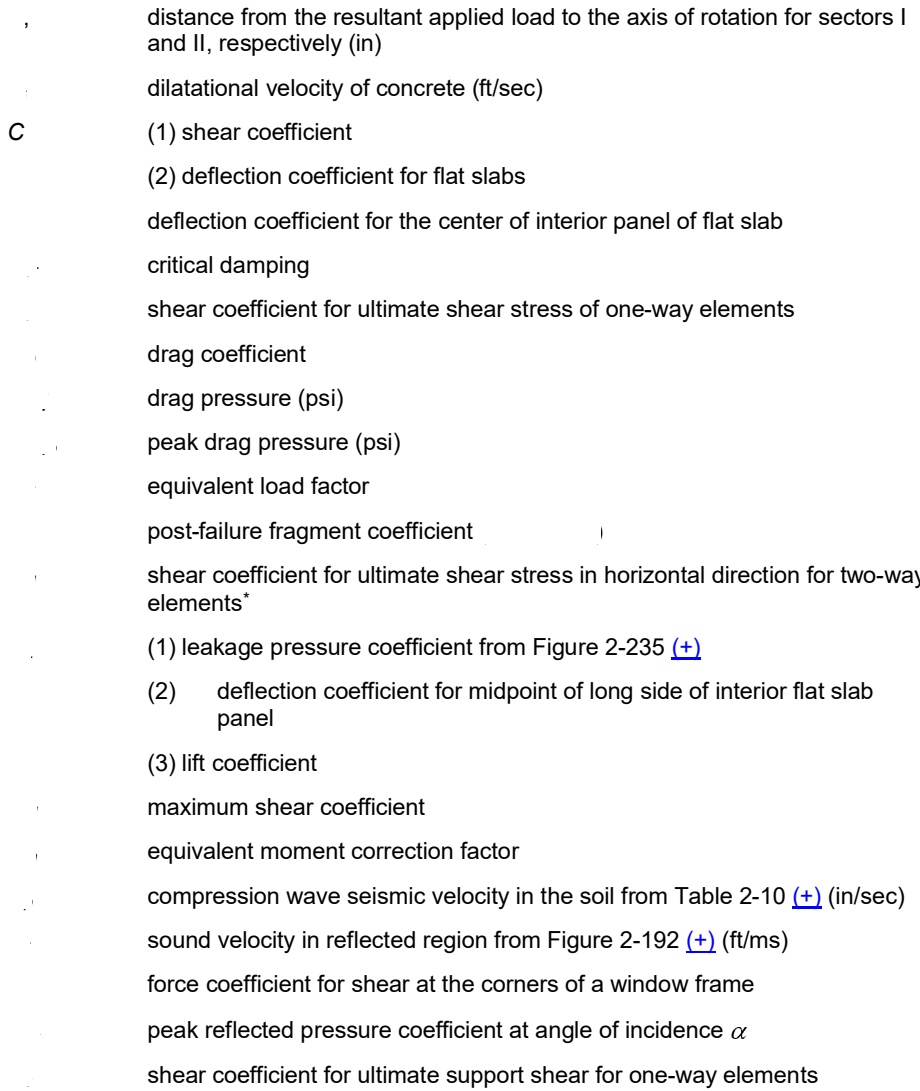 distance from the resultant applied load to the axis of rotation for sectors I
and II, respectively (in)
dilatational velocity of concrete (ft/sec)
C (1) shear coefficient
(2) deflection coefficient for flat slabs
deflection coefficient for the center of interior panel of flat slab
critical damping
shear coefficient for ultimate shear stress of one-way elements
drag coefficient
drag pressure (psi)
peak drag pressure (psi)
equivalent load factor
post-failure fragment coefficient
shear coefficient for ultimate shear stress in horizontal direction for two-way
elements*
(1) leakage pressure coefficient from Figure 2-235 (+)
(2) deflection coefficient for midpoint of long side of interior flat slab
panel
(3) lift coefficient
maximum shear coefficient
equivalent moment correction factor
compression wave seismic velocity in the soil from Table 2-10 (+) (in/sec)
sound velocity in reflected region from Figure 2-192 (+) (ft/ms)
force coefficient for shear at the corners of a window frame
peak reflected pressure coefficient at angle of incidence α
shear coefficient for ultimate support shear for one-way elements